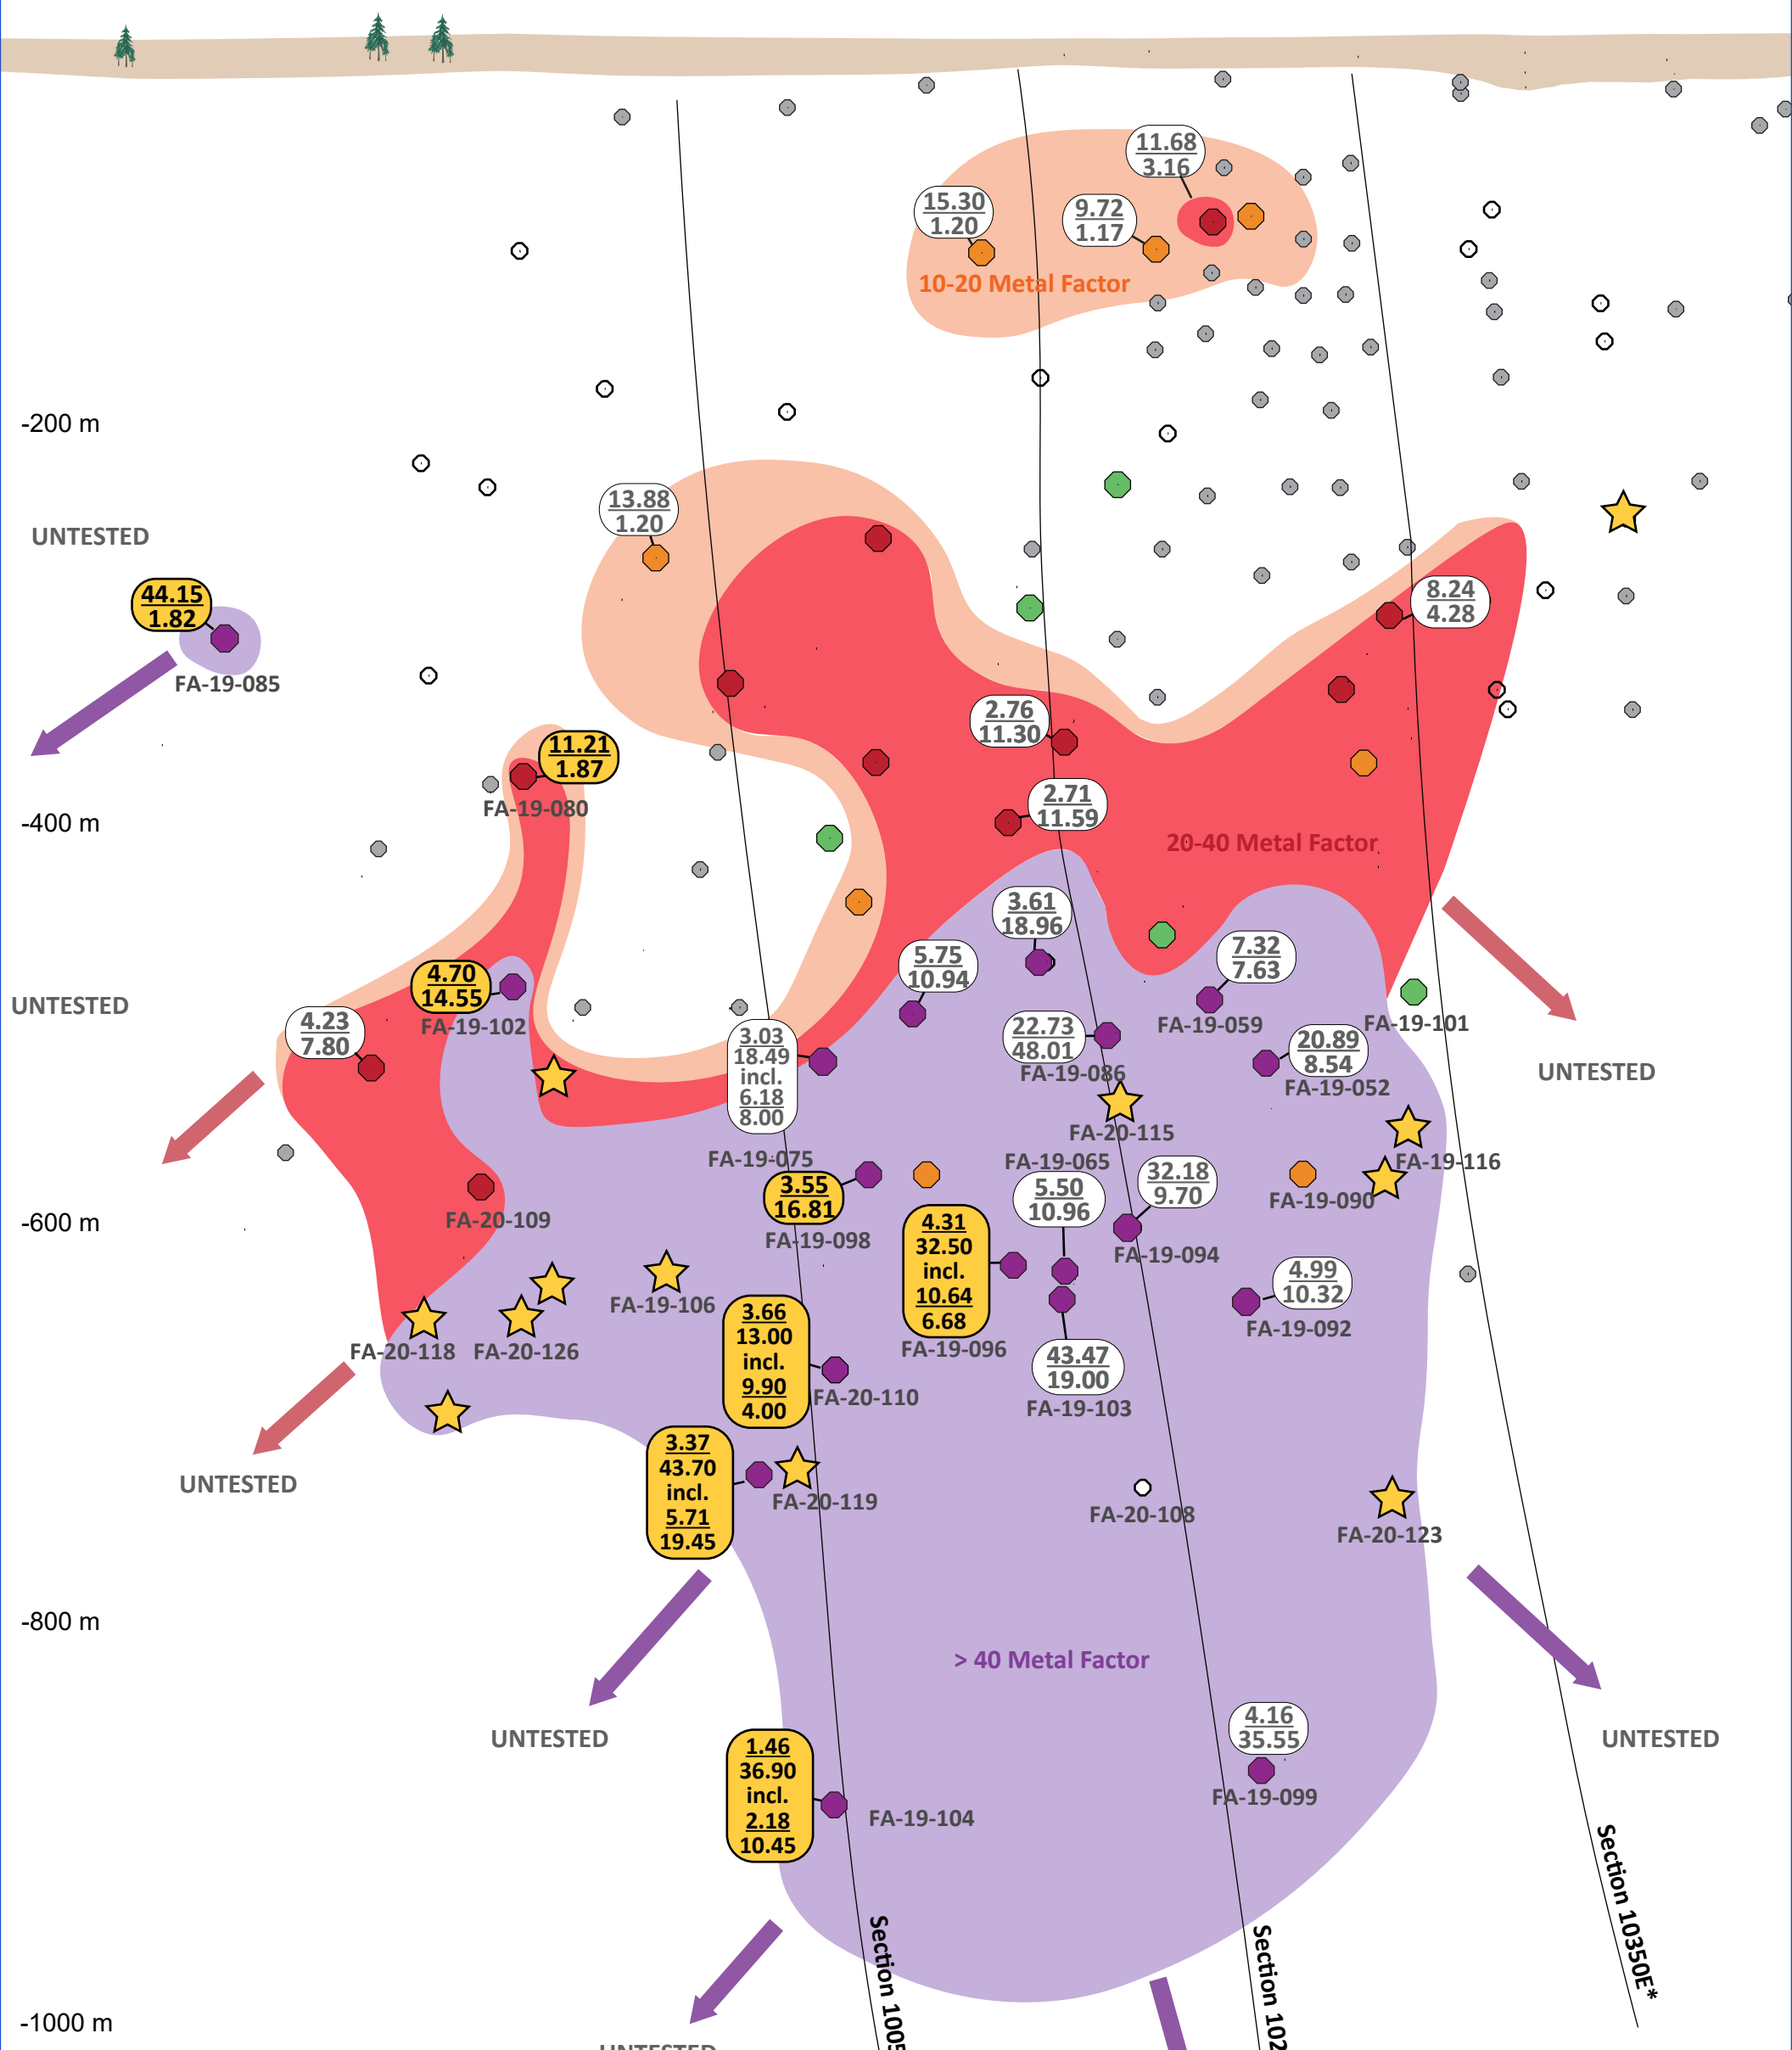 11.68
3.16
15.30
1.20
9.72
1.17
10-20 Metal Factor
-200 m
13.88
1.20
UNTESTED
44.15
1.82
FA-19-085
8.24
4.28
2.76
11.30
11.21
1.87
FA-19-080
2.71
11.59
-400 m
20-40 Metal Factor
3.61
18.96
7.32
7.63
5.75
10.94
4.70
14.55
FA-19-102
UNTESTED
FA-19-059
FA-19-101
4.23
7.80
3.03
18.49
incl.
6.18
8.00
FA-19-075
22.73
48.01
FA-19-086
20.89
8.54
FA-19-052
UNTESTED
FA-20-115
FA-19-065
FA-19-116
5.50
10.96
32.18
9.70
FA-19-094
FA-19-090
3.55
16.81
FA-19-098
-600 m
FA-20-109
4.31
32.50
incl.
10.64
6.68
FA-19-096
4.99
10.32
FA-19-092
FA-19-106
3.66
13.00
incl.
9.90
4.00
FA-20-110
FA-20-118
FA-20-126
43.47
19.00
FA-19-103
3.37
43.70
incl.
5.71
19.45
FA-20-119
UNTESTED
FA-20-108
FA-20-123
-800 m
> 40 Metal Factor
UNTESTED
UNTESTED
4.16
35.55
FA-19-099
1.46
36.90
incl.
2.18
10.45
FA-19-104
Section 1005
Section 102
Section 10350E*
-1000 m
UNTESTED